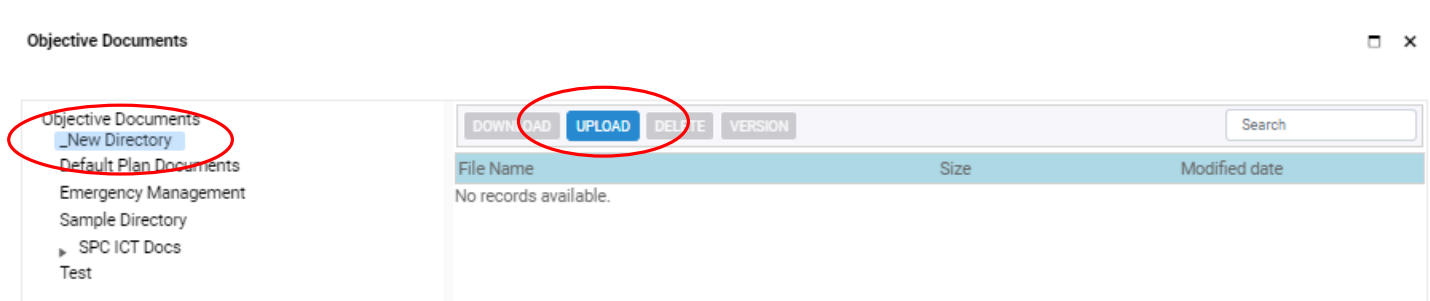 Objective Documents
Objective Documents
_New Directory
Default Plan Documents
Emergency Management
Sample Directory
SPC ICT Docs
Test
DOWNLOAD UPLOAD DELETE VERSION Search
File Name Size Modified date
No records available.